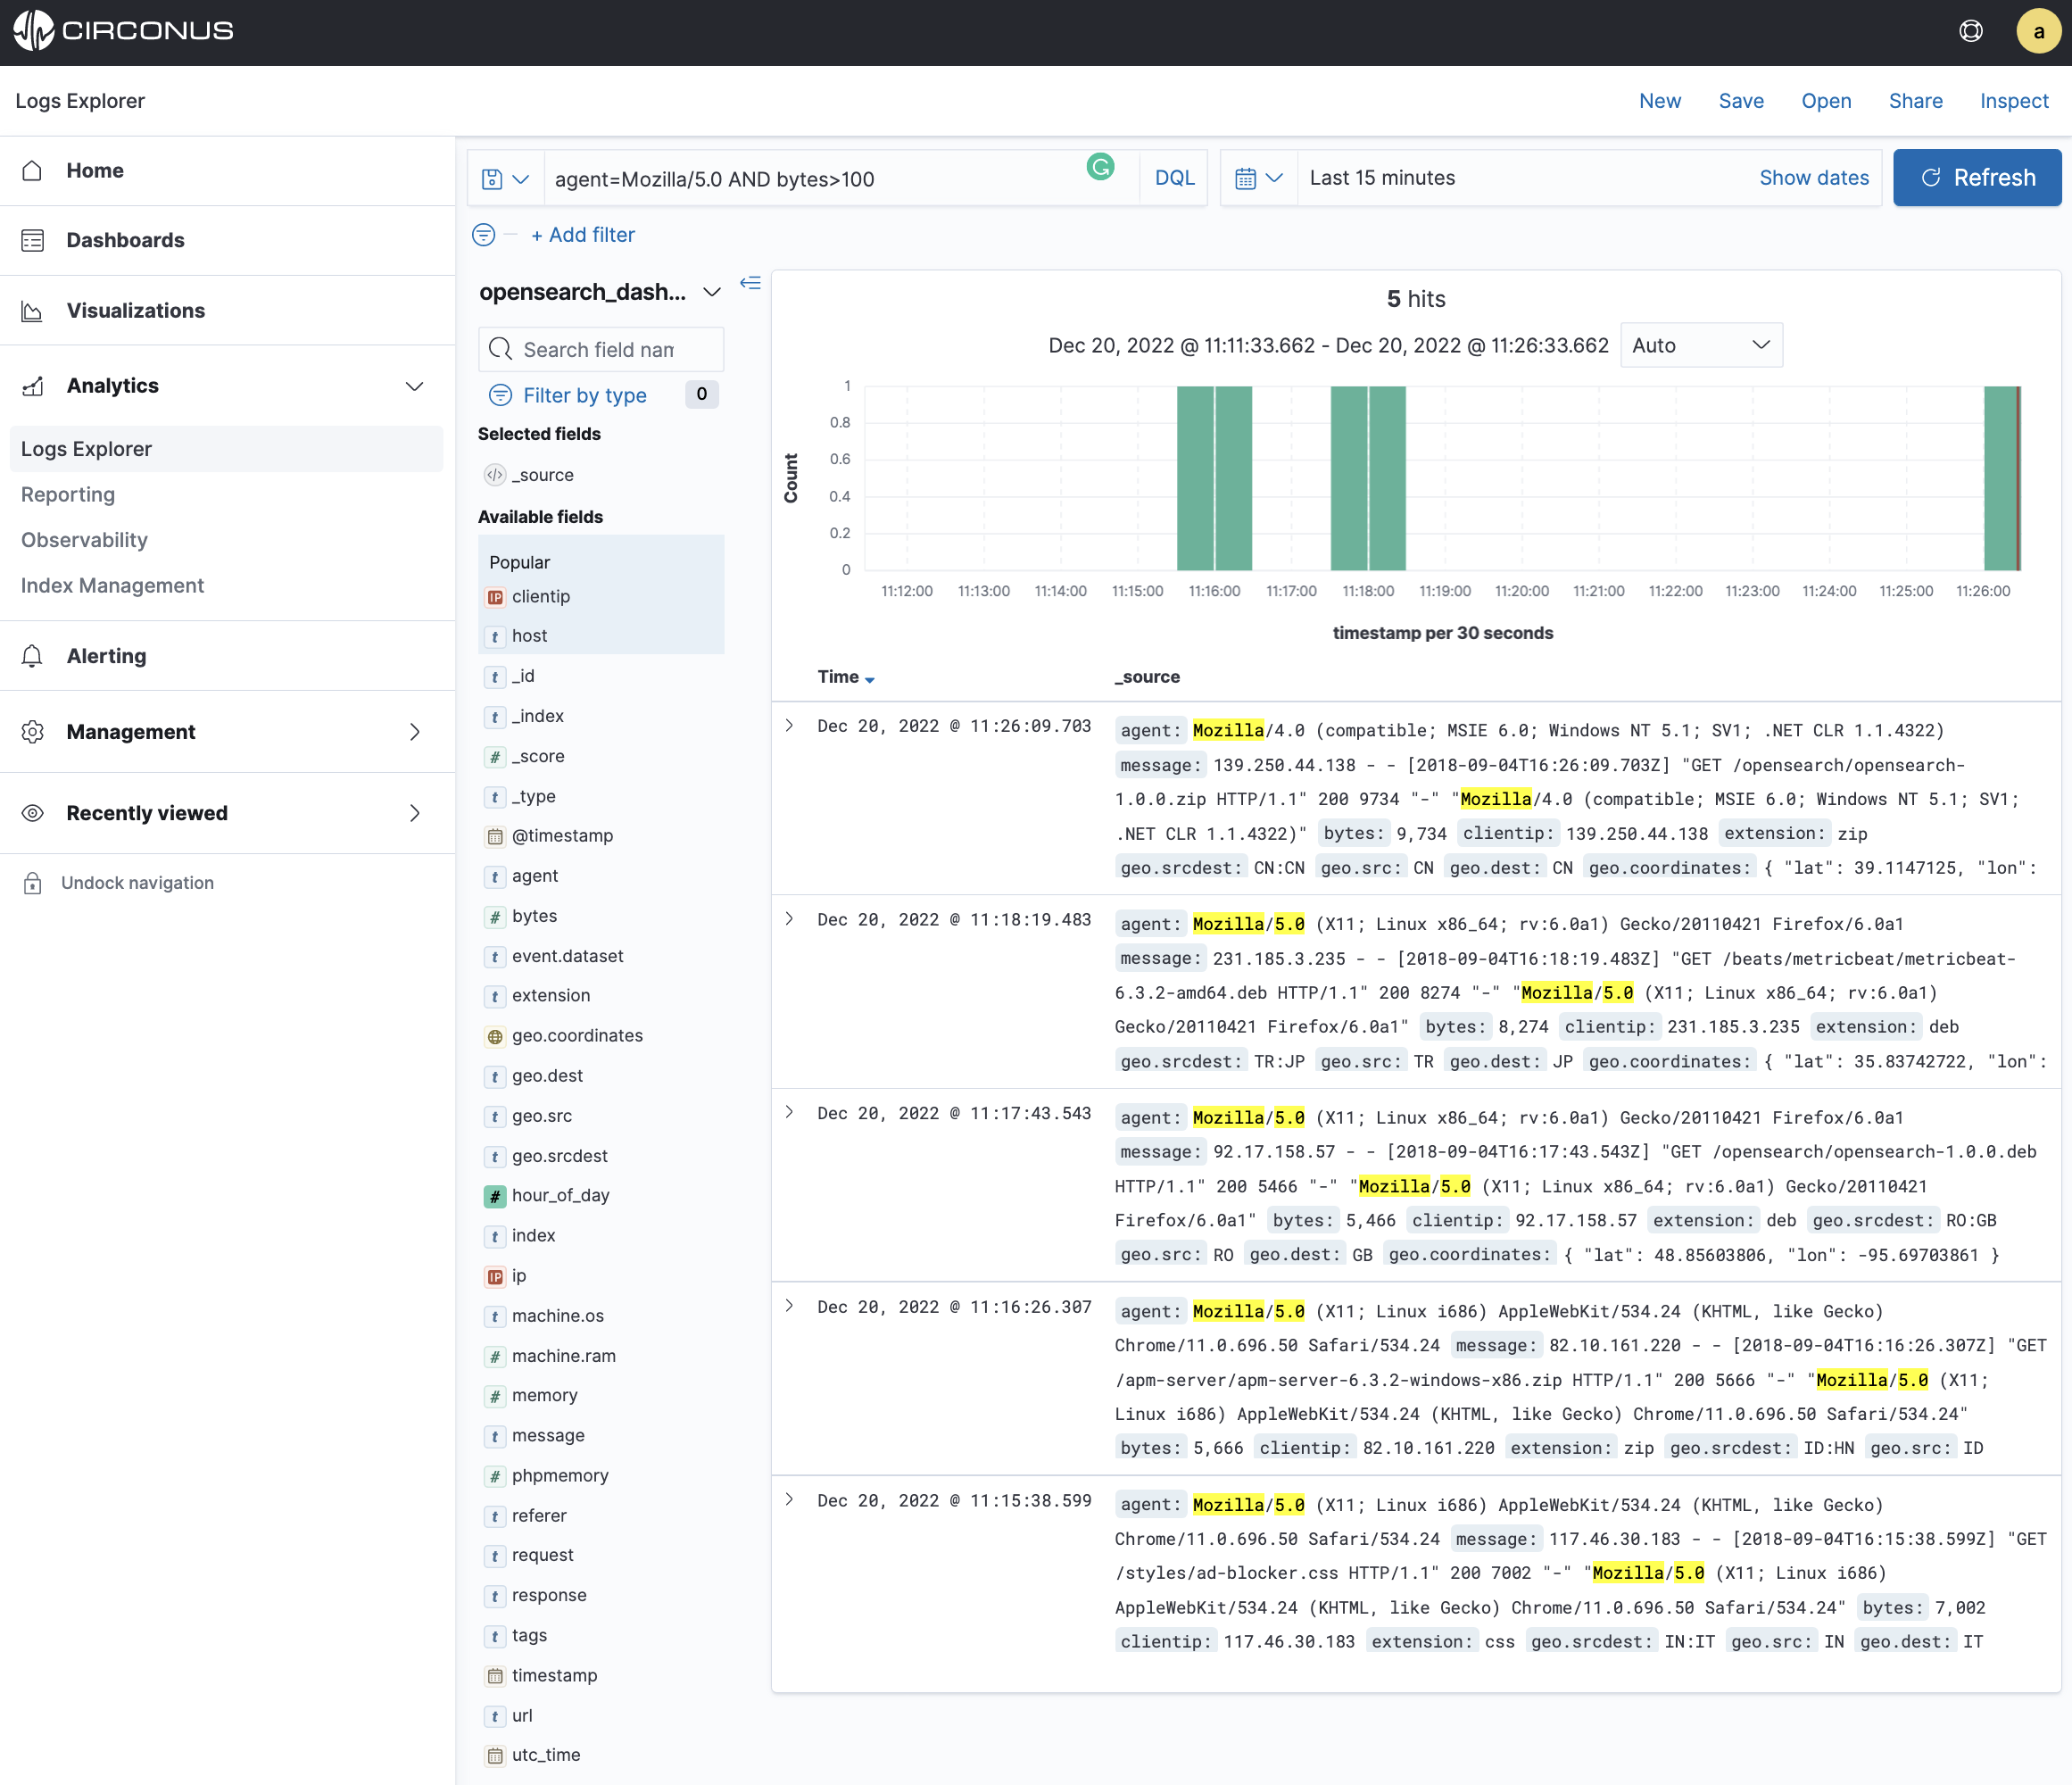 CIRCONUS
a
Logs Explorer
New Save Open Share Inspect
Home
Dashboards
Visualizations
Analytics
Logs Explorer
Reporting
Observability
Index Management
Alerting
Management
Recently viewed
Undock navigation
agent=Mozilla/5.0 AND bytes>100
G
DQL
Last 15 minutes
Show dates
Refresh
+ Add filter
opensearch_dash...
Search field nam
Filter by type 0
Selected fields
_source
Available fields
Popular
IP clientip
t host
t _id
t _index
# _score
t _type
@timestamp
t agent
# bytes
t event.dataset
t extension
geo.coordinates
t geo.dest
t geo.src
t geo.srcdest
# hour_of_day
t index
IP ip
t machine.os
# machine.ram
# memory
t message
# phpmemory
t referer
t request
t response
t tags
timestamp
t url
utc_time
5 hits
Dec 20, 2022 @ 11:11:33.662 - Dec 20, 2022 @ 11:26:33.662 Auto
Count
1
0.8
0.6
0.4
0.2
0
11:12:00 11:13:00 11:14:00 11:15:00 11:16:00 11:17:00 11:18:00 11:19:00 11:20:00 11:21:00 11:22:00 11:23:00 11:24:00 11:25:00 11:26:00
timestamp per 30 seconds
Time _source
Dec 20, 2022 @ 11:26:09.703
agent: Mozilla/4.0 (compatible; MSIE 6.0; Windows NT 5.1; SV1; .NET CLR 1.1.4322)
message: 139.250.44.138 - - [2018-09-04T16:26:09.703Z] "GET /opensearch/opensearch-
1.0.0.zip HTTP/1.1" 200 9734 "-" "Mozilla/4.0 (compatible; MSIE 6.0; Windows NT 5.1; SV1;
.NET CLR 1.1.4322)" bytes: 9,734 clientip: 139.250.44.138 extension: zip
geo.srcdest: CN:CN geo.src: CN geo.dest: CN geo.coordinates: { "lat": 39.1147125, "lon":
Dec 20, 2022 @ 11:18:19.483
agent: Mozilla/5.0 (X11; Linux x86_64; rv:6.0a1) Gecko/20110421 Firefox/6.0a1
message: 231.185.3.235 - - [2018-09-04T16:18:19.483Z] "GET /beats/metricbeat/metricbeat-
6.3.2-amd64.deb HTTP/1.1" 200 8274 "-" "Mozilla/5.0 (X11; Linux x86_64; rv:6.0a1)
Gecko/20110421 Firefox/6.0a1" bytes: 8,274 clientip: 231.185.3.235 extension: deb
geo.srcdest: TR:JP geo.src: TR geo.dest: JP geo.coordinates: { "lat": 35.83742722, "lon":
Dec 20, 2022 @ 11:17:43.543
agent: Mozilla/5.0 (X11; Linux x86_64; rv:6.0a1) Gecko/20110421 Firefox/6.0a1
message: 92.17.158.57 - - [2018-09-04T16:17:43.543Z] "GET /opensearch/opensearch-1.0.0.deb
HTTP/1.1" 200 5466 "-" "Mozilla/5.0 (X11; Linux x86_64; rv:6.0a1) Gecko/20110421
Firefox/6.0a1" bytes: 5,466 clientip: 92.17.158.57 extension: deb geo.srcdest: RO:GB
geo.src: RO geo.dest: GB geo.coordinates: { "lat": 48.85603806, "lon": -95.69703861 }
Dec 20, 2022 @ 11:16:26.307
agent: Mozilla/5.0 (X11; Linux i686) AppleWebKit/534.24 (KHTML, like Gecko)
Chrome/11.0.696.50 Safari/534.24 message: 82.10.161.220 - - [2018-09-04T16:16:26.307Z] "GET
/apm-server/apm-server-6.3.2-windows-x86.zip HTTP/1.1" 200 5666 "-" "Mozilla/5.0 (X11;
Linux i686) AppleWebKit/534.24 (KHTML, like Gecko) Chrome/11.0.696.50 Safari/534.24"
bytes: 5,666 clientip: 82.10.161.220 extension: zip geo.srcdest: ID:HN geo.src: ID
Dec 20, 2022 @ 11:15:38.599
agent: Mozilla/5.0 (X11; Linux i686) AppleWebKit/534.24 (KHTML, like Gecko)
Chrome/11.0.696.50 Safari/534.24 message: 117.46.30.183 - - [2018-09-04T16:15:38.599Z] "GET
/styles/ad-blocker.css HTTP/1.1" 200 7002 "-" "Mozilla/5.0 (X11; Linux i686)
AppleWebKit/534.24 (KHTML, like Gecko) Chrome/11.0.696.50 Safari/534.24" bytes: 7,002
clientip: 117.46.30.183 extension: css geo.srcdest: IN:IT geo.src: IN geo.dest: IT